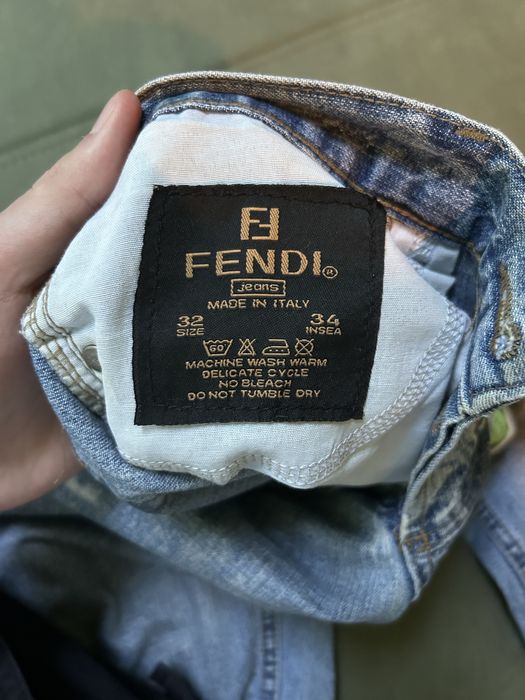 FF
FENDI®
jeans
MADE IN ITALY
32 34
SIZE INSEA
60
MACHINE WASH WARM
DELICATE CYCLE
NO BLEACH
DO NOT TUMBLE DRY